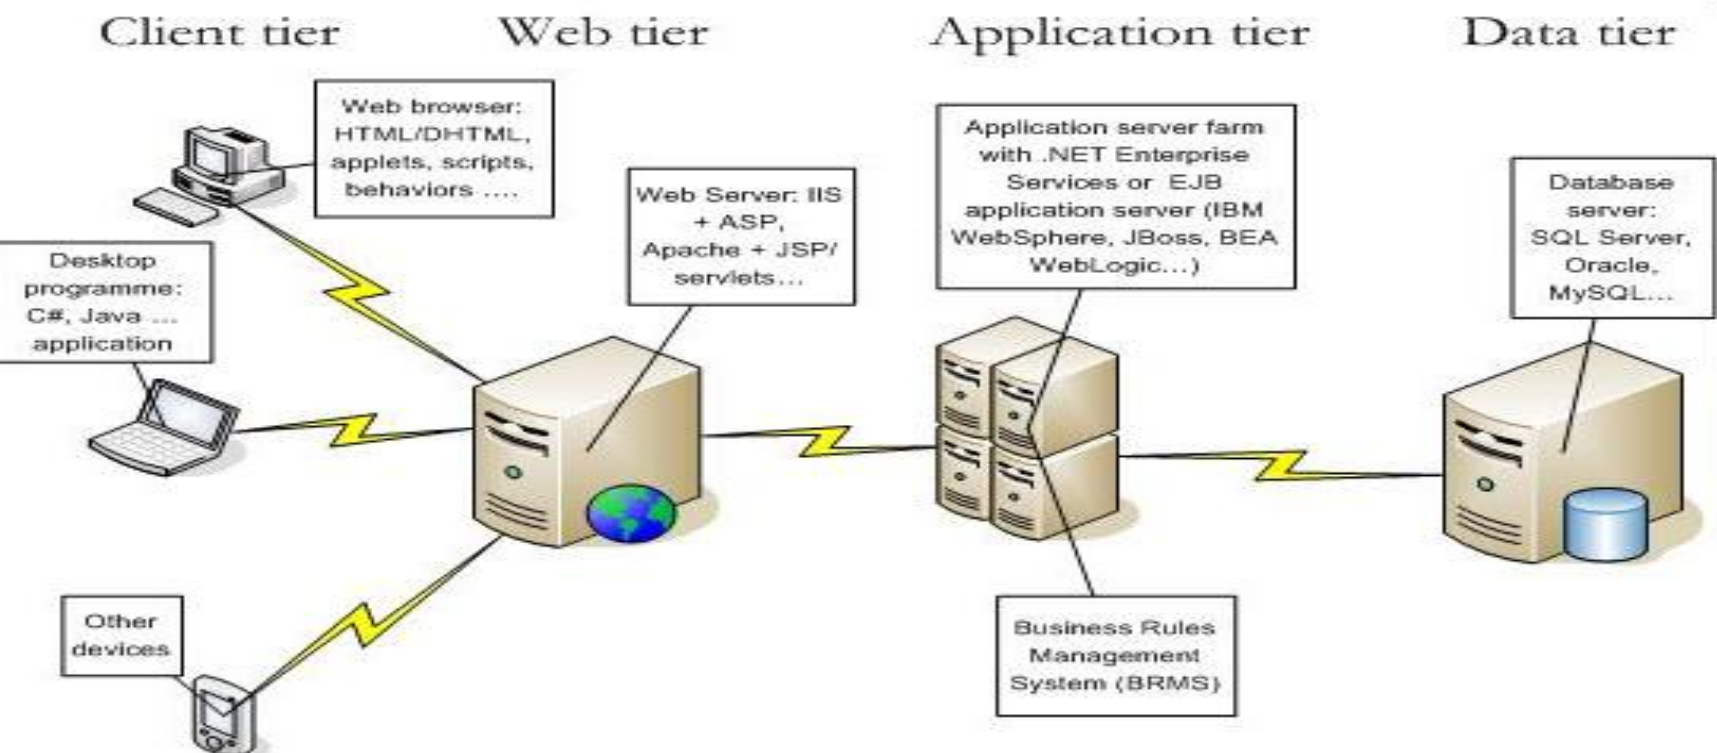 Client tier
Web tier
Application tier
Data tier
Web browser:
HTML/DHTML,
applets, scripts,
behaviors ....
Desktop
programme:
C#, Java ...
application
Other
devices
Web Server: IIS
+ ASP,
Apache + JSP/
servlets...
Application server farm
with .NET Enterprise
Services or EJB
application server (IBM
WebSphere, JBoss, BEA
WebLogic...)
Business Rules
Management
System (BRMS)
Database
server:
SQL Server,
Oracle,
MySQL...